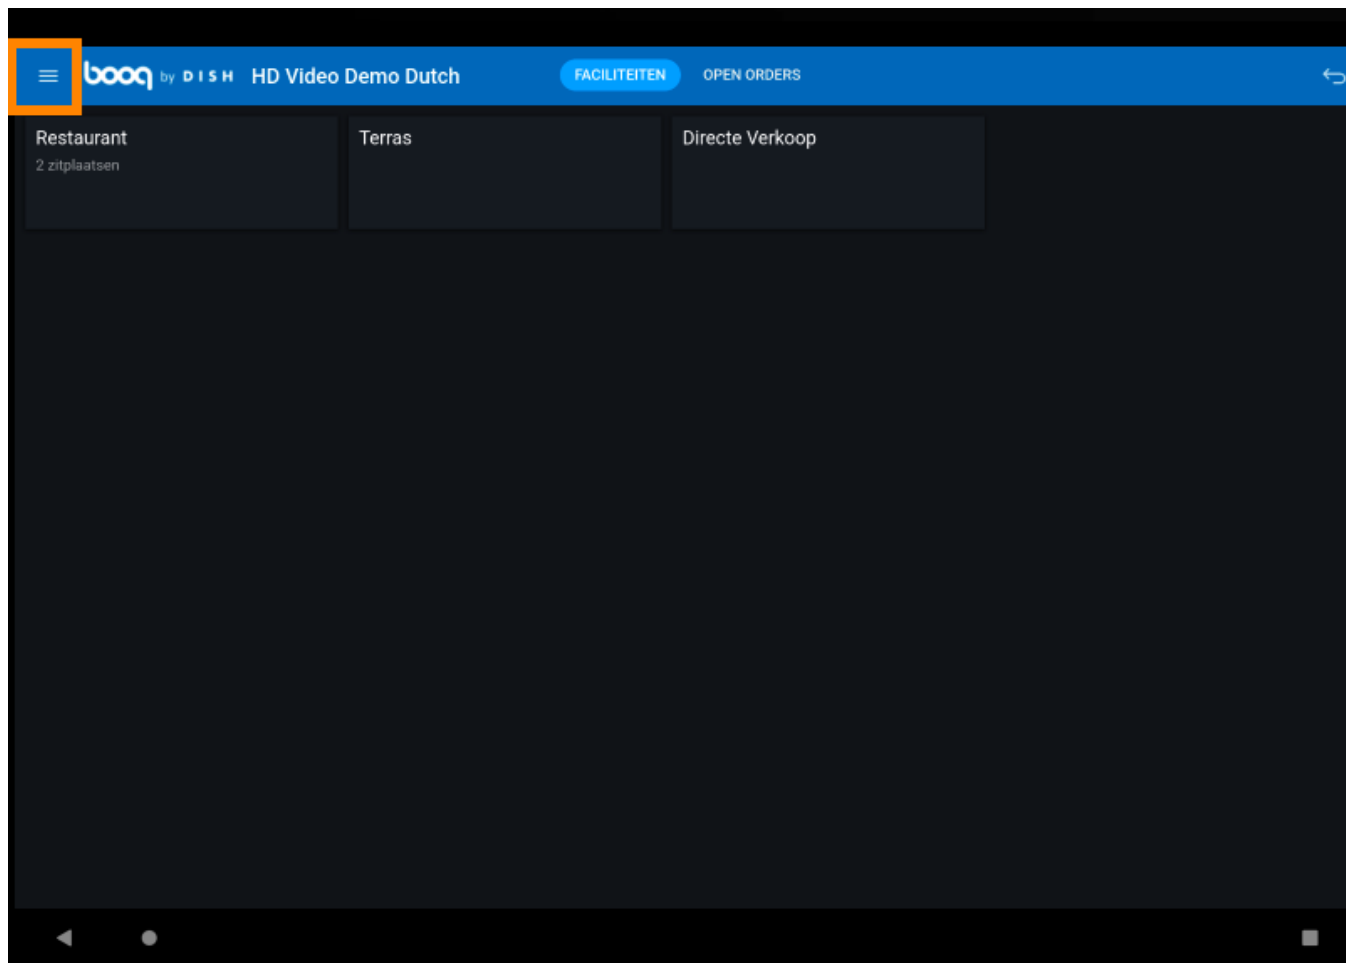 booq by DISH HD Video Demo Dutch FACILITEITEN OPEN ORDERS
Restaurant
2 zitplaatsen
Terras
Directe Verkoop